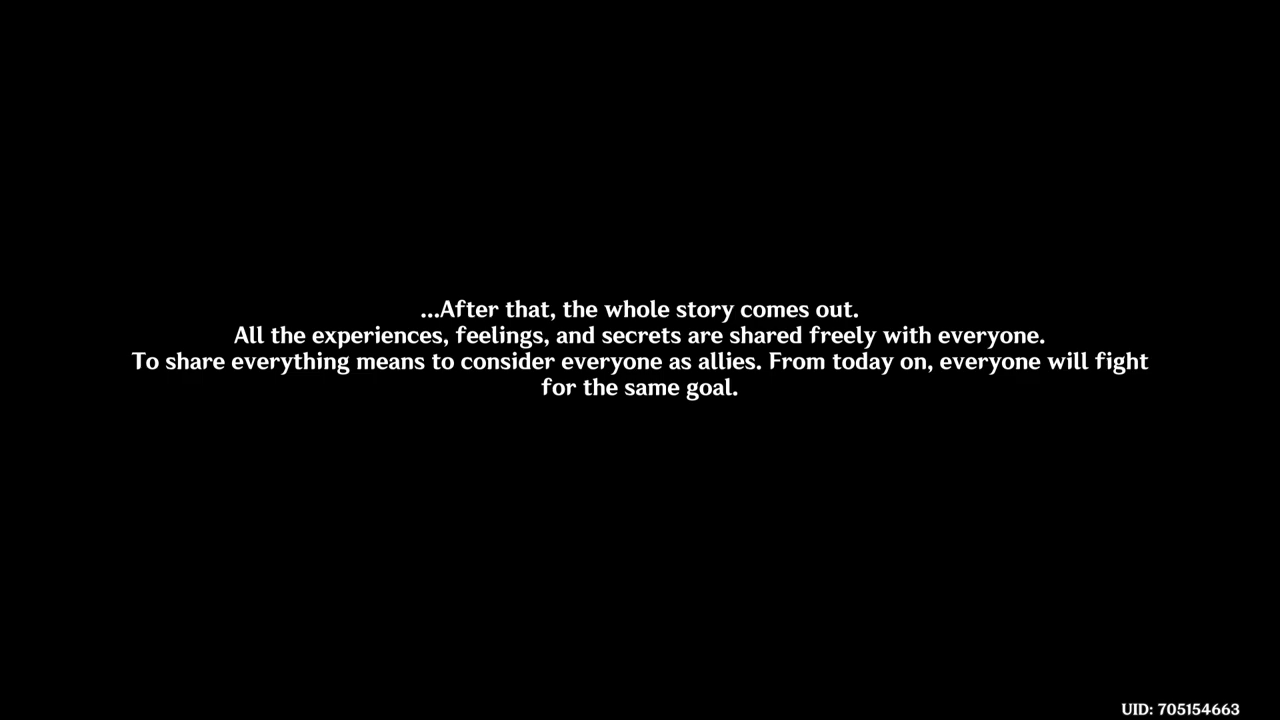 ...After that, the whole story comes out.
All the experiences, feelings, and secrets are shared freely with everyone.
To share everything means to consider everyone as allies. From today on, everyone will fight
for the same goal.
UID: 705154663